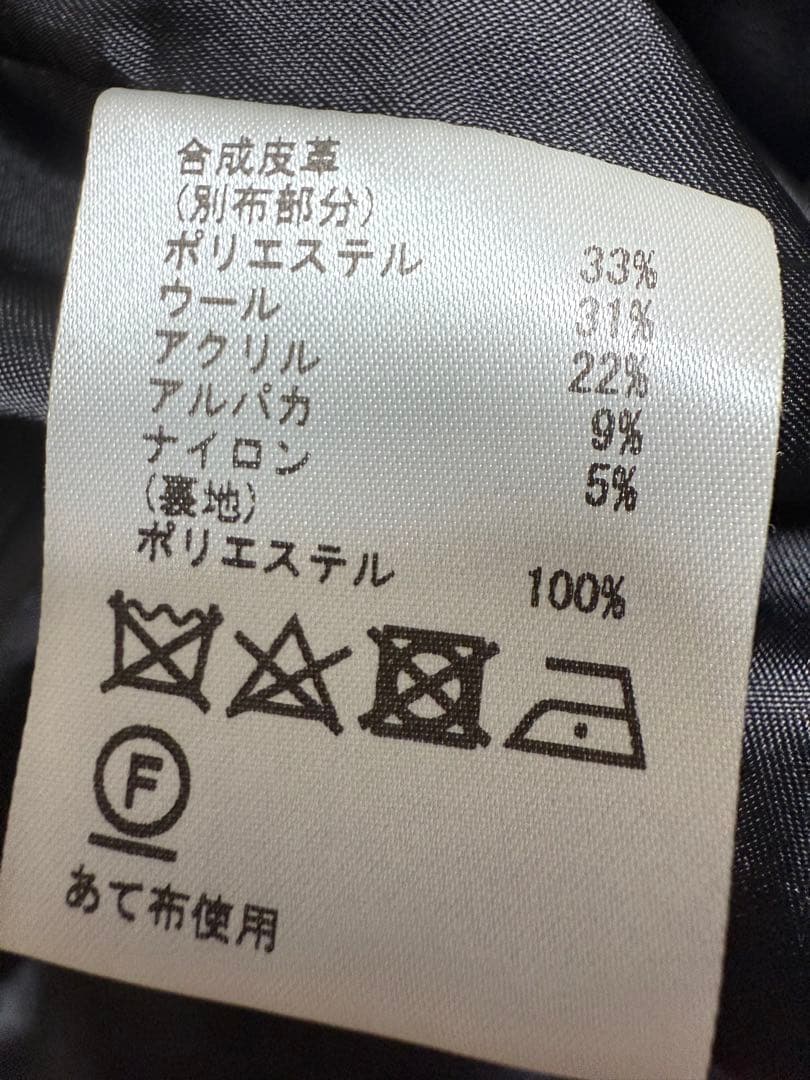 合成皮革
(別布部分)
ポリエステル 33%
ウール 31%
アクリル 22%
アルパカ 9%
ナイロン 5%
(裏地)
ポリエステル 100%
F
あて布使用